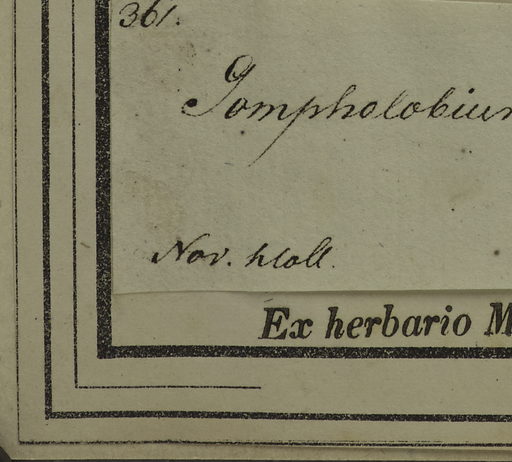 361.
Gompholobium
Nov. Holl.
Ex herbario M